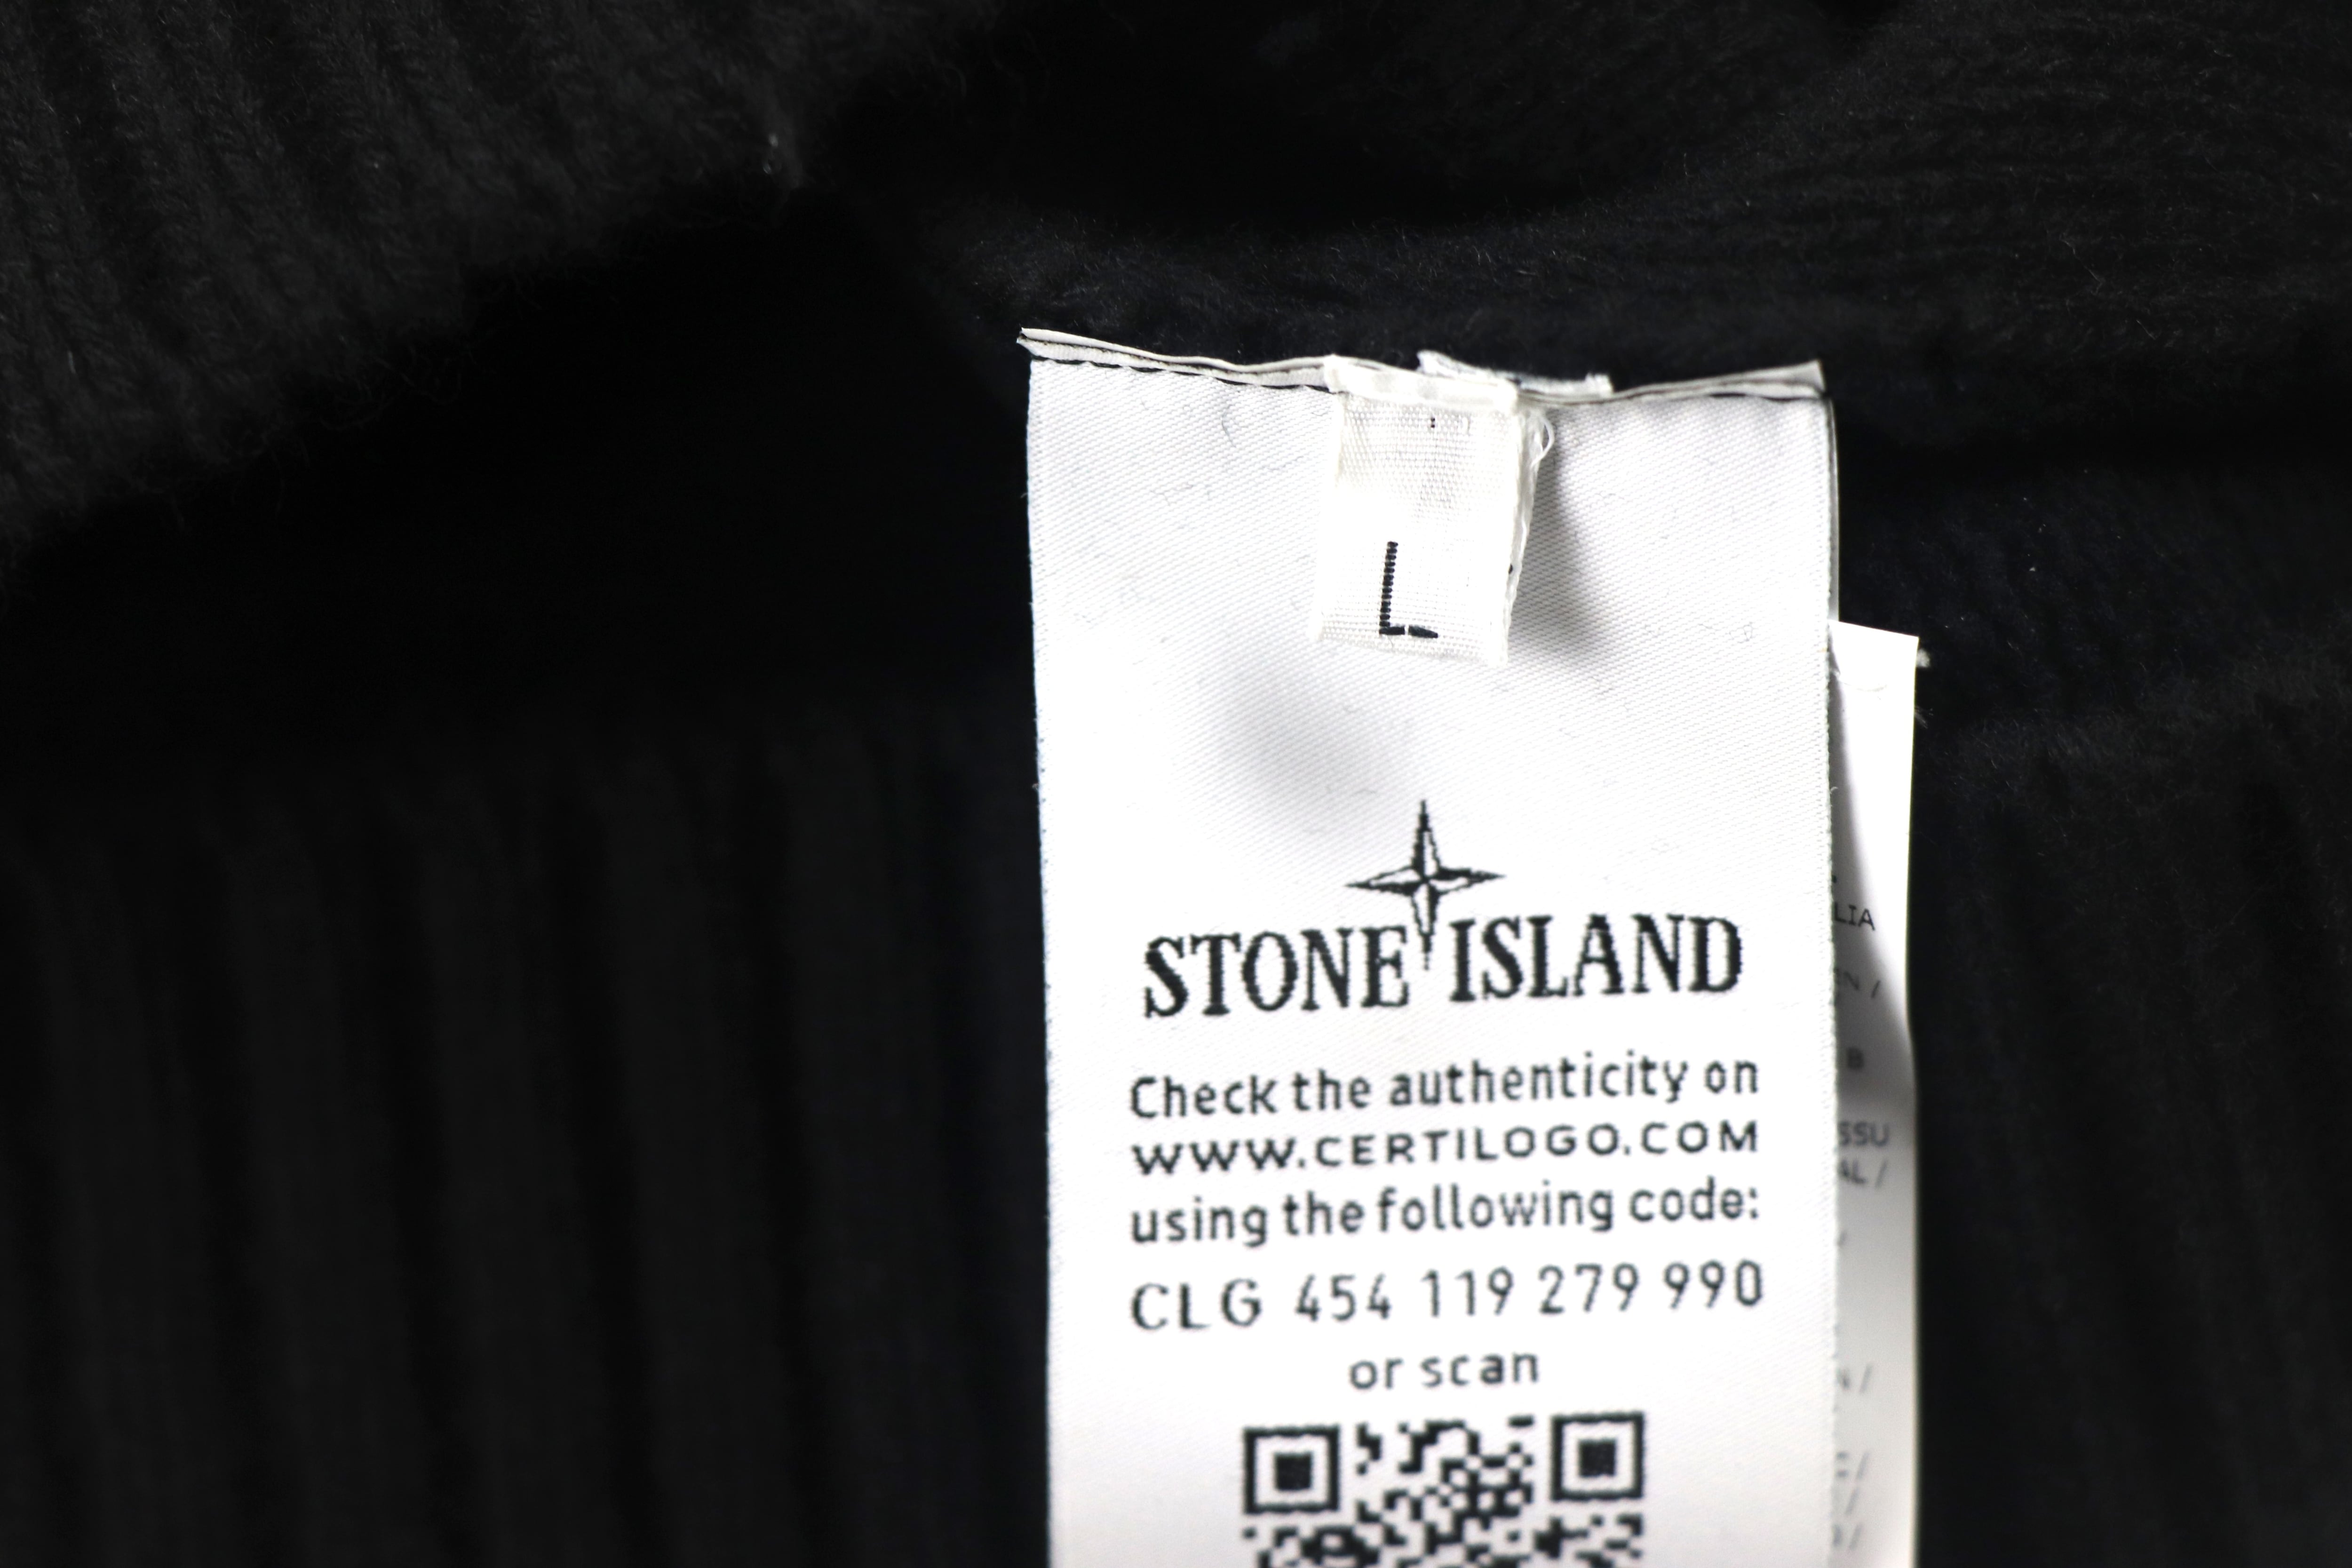 L
STONE ISLAND
Check the authenticity on
WWW.CERTILOGO.COM
using the following code:
CLG 454 119 279 990
or scan